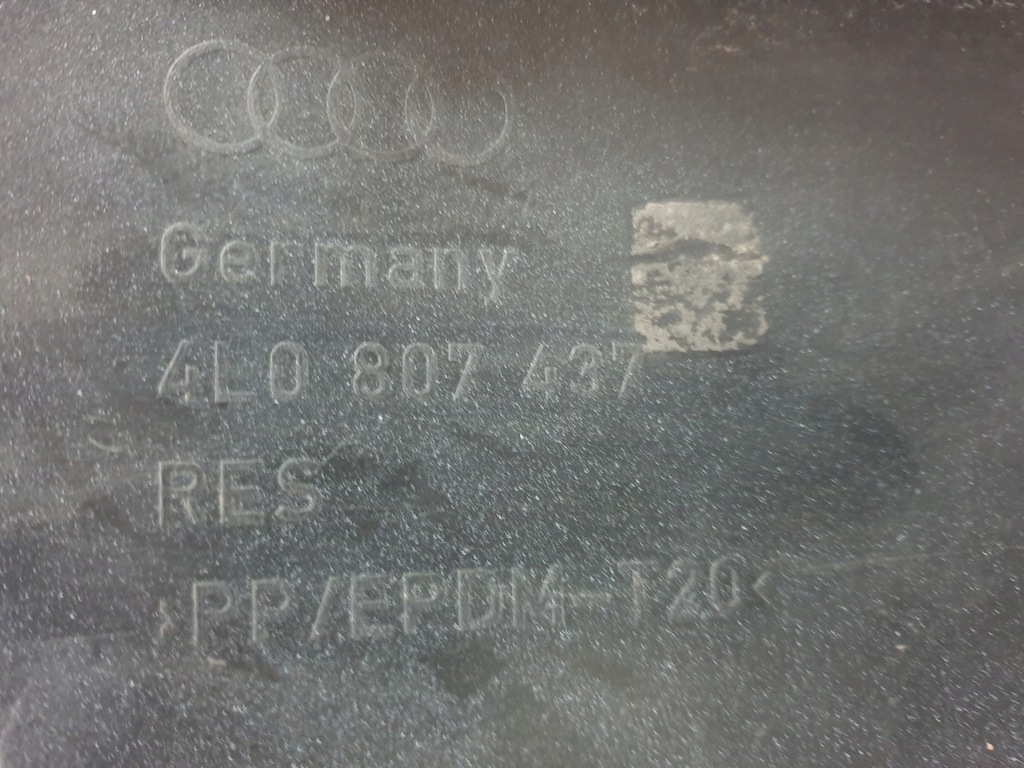 Germany
4L0 807 437
RES
>PP/EPDM-T20<